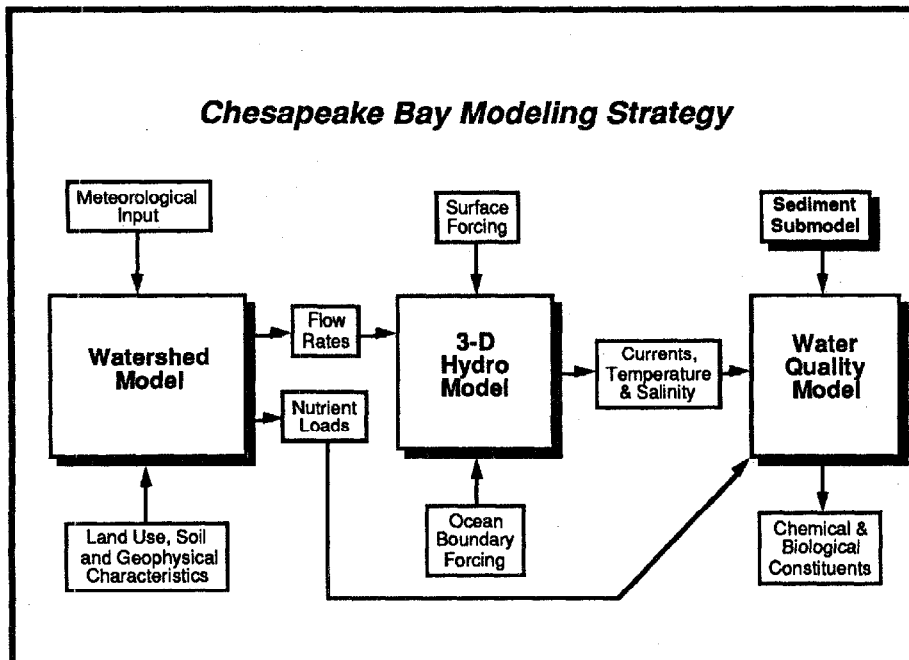 Chesapeake Bay Modeling Strategy
Meteorological
Input
Surface
Forcing
Sediment
Submodel
Watershed
Model
Flow
Rates
Nutrient
Loads
3-D
Hydro
Model
Currents,
Temperature
& Salinity
Water
Quality
Model
Land Use, Soil
and Geophysical
Characteristics
Ocean
Boundary
Forcing
Chemical &
Biological
Constituents